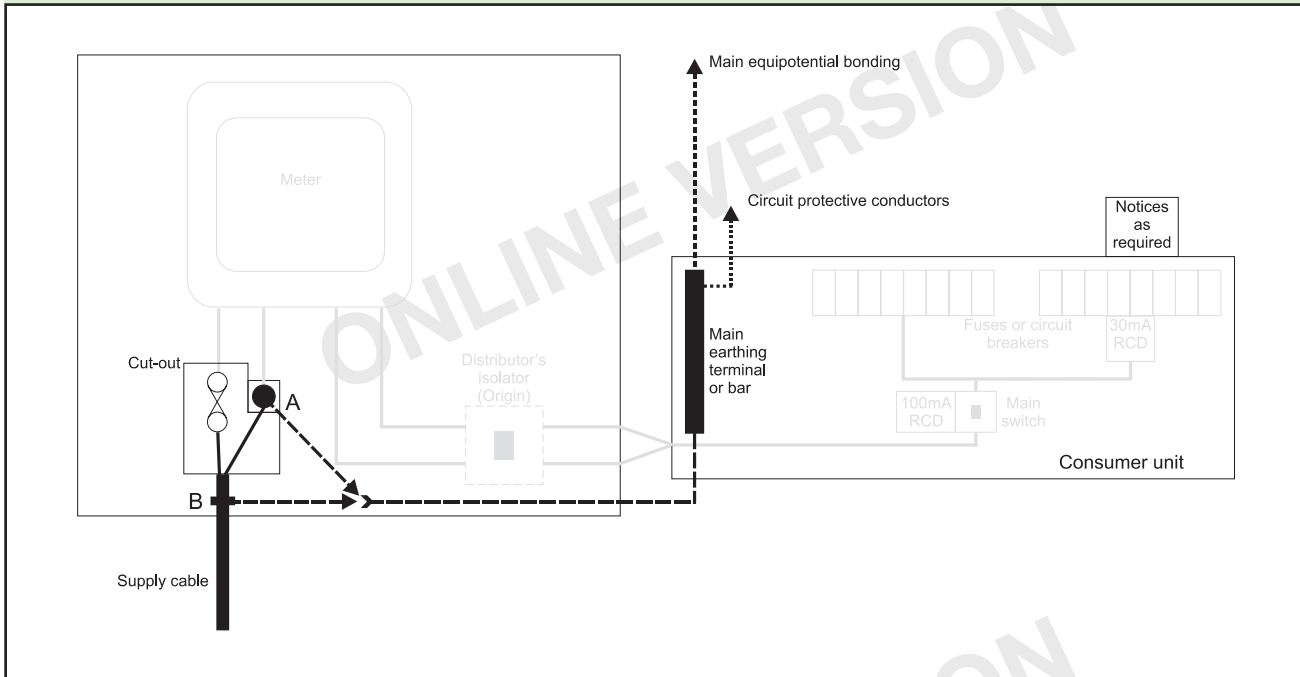 Main equipotential bonding
Meter
Circuit protective conductors
Notices
as
required
ONLINE VERSION
Cut-out
A
Distributor's
isolator
(Origin)
Main
earthing
terminal
or bar
Fuses or circuit
breakers
30mA
RCD
100mA
RCD
Main
switch
Consumer unit
B
Supply cable
ON